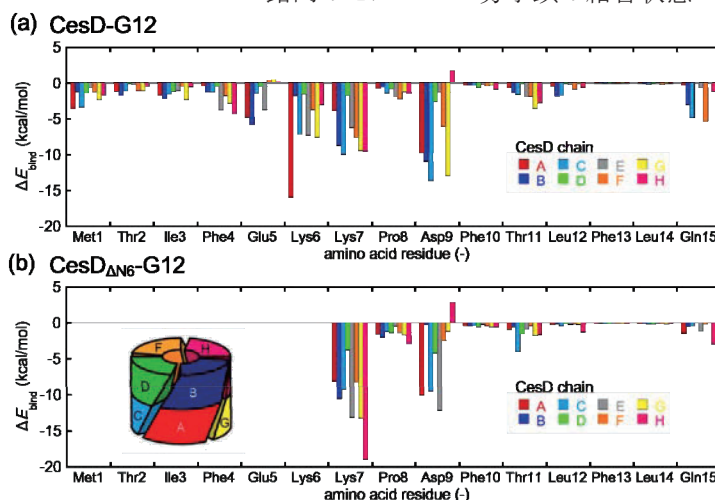 (a) CesD-G12
5
0
-5
-10
-15
-20
ΔE_bind (kcal/mol)
CesD chain
A C E G
B D F H
Met1 Thr2 Ile3 Phe4 Glu5 Lys6 Lys7 Pro8 Asp9 Phe10 Thr11 Leu12 Phe13 Leu14 Gln15
amino acid residue (-)
(b) CesD_ΔN6-G12
5
0
-5
-10
-15
-20
ΔE_bind (kcal/mol)
F H
D B
C A G
CesD chain
A C E G
B D F H
Met1 Thr2 Ile3 Phe4 Glu5 Lys6 Lys7 Pro8 Asp9 Phe10 Thr11 Leu12 Phe13 Leu14 Gln15
amino acid residue (-)